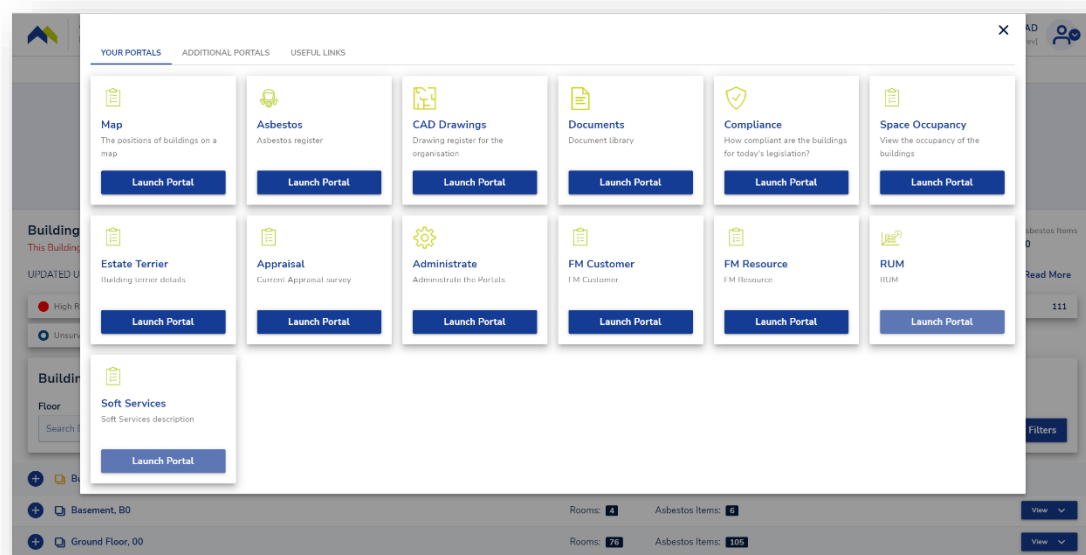 AD
YOUR PORTALS ADDITIONAL PORTALS USEFUL LINKS
Map
The positions of buildings on a
map
Launch Portal
Asbestos
Asbestos register
Launch Portal
CAD Drawings
Drawing register for the
organisation
Launch Portal
Documents
Document library
Launch Portal
Compliance
How compliant are the buildings
for today's legislation?
Launch Portal
Space Occupancy
View the occupancy of the
buildings
Launch Portal
Estate Terrier
Building terrier details
Launch Portal
Appraisal
Current Appraisal survey
Launch Portal
Administrate
Administrate the Portals
Launch Portal
FM Customer
FM Customer
Launch Portal
FM Resource
FM Resource
Launch Portal
RUM
RUM
Launch Portal
Soft Services
Soft Services description
Launch Portal
Building
This Building
UPDATED U
High R
Unsurv
sbestos Items
0
Read More
111
Buildin
Floor
Search
Filters
Bu
Basement, B0 Rooms: 4 Asbestos Items: 6 View
Ground Floor, 00 Rooms: 76 Asbestos Items: 105 View